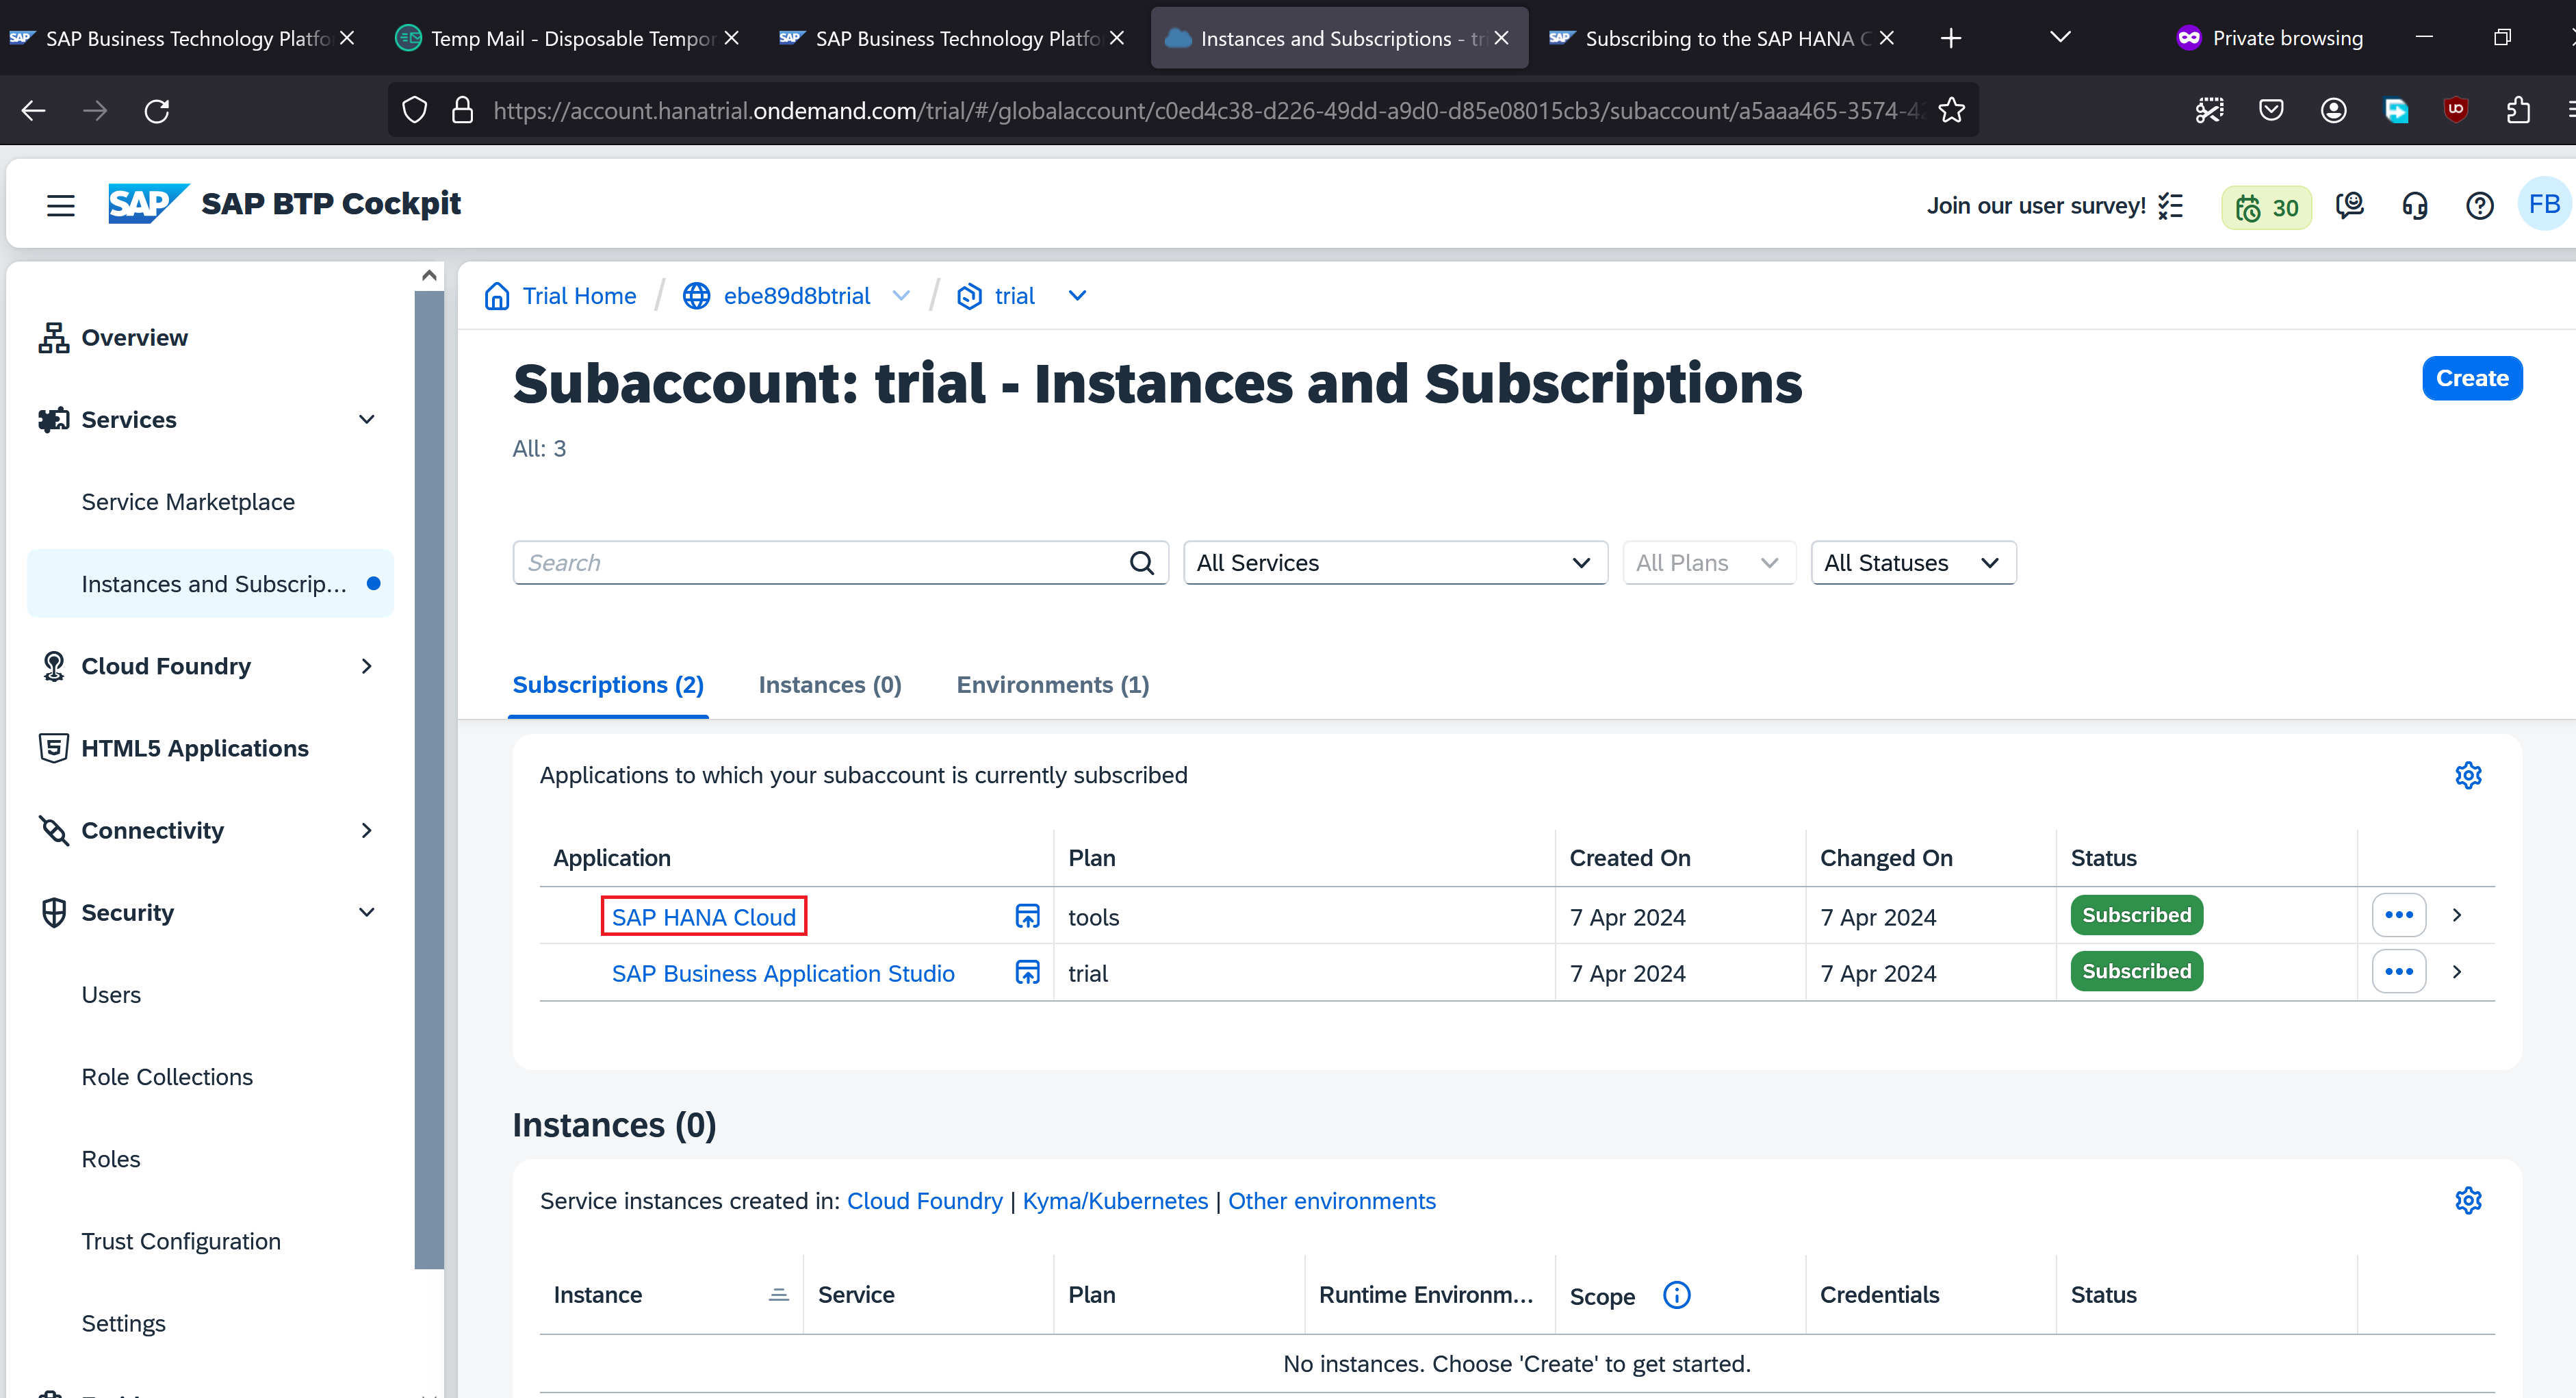 SAP Business Technology Platfo
Temp Mail - Disposable Tempor
SAP Business Technology Platfo
Instances and Subscriptions - tri
Subscribing to the SAP HANA C
Private browsing
https://account.hanatrial.ondemand.com/trial/#/globalaccount/c0ed4c38-d226-49dd-a9d0-d85e08015cb3/subaccount/a5aaa465-3574-42
SAP SAP BTP Cockpit
Join our user survey!
30
FB
Overview
Services
Service Marketplace
Instances and Subscrip...
Cloud Foundry
HTML5 Applications
Connectivity
Security
Users
Role Collections
Roles
Trust Configuration
Settings
Trial Home / ebe89d8btrial / trial
Subaccount: trial - Instances and Subscriptions
Create
All: 3
Search
All Services
All Plans
All Statuses
Subscriptions (2) Instances (0) Environments (1)
Applications to which your subaccount is currently subscribed
Application Plan Created On Changed On Status
SAP HANA Cloud tools 7 Apr 2024 7 Apr 2024 Subscribed
SAP Business Application Studio trial 7 Apr 2024 7 Apr 2024 Subscribed
Instances (0)
Service instances created in: Cloud Foundry | Kyma/Kubernetes | Other environments
Instance Service Plan Runtime Environm... Scope Credentials Status
No instances. Choose 'Create' to get started.